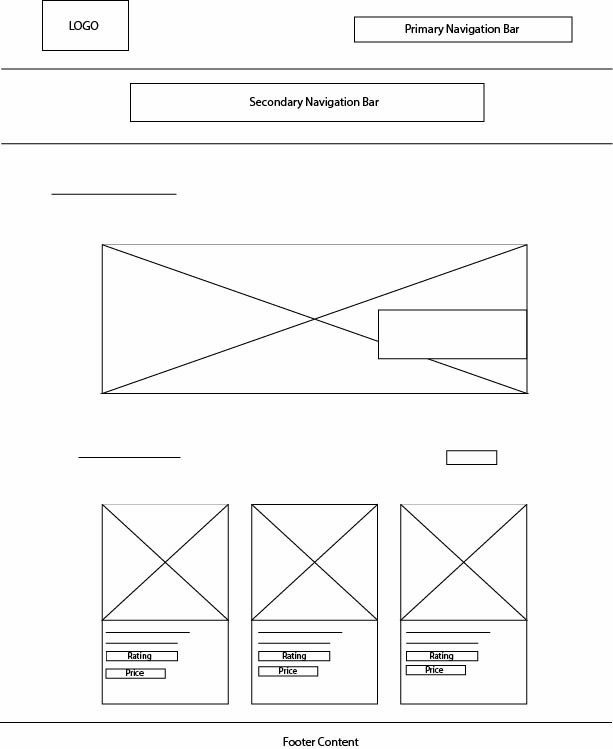 LOGO
Primary Navigation Bar
Secondary Navigation Bar
Rating
Price
Rating
Price
Rating
Price
Footer Content